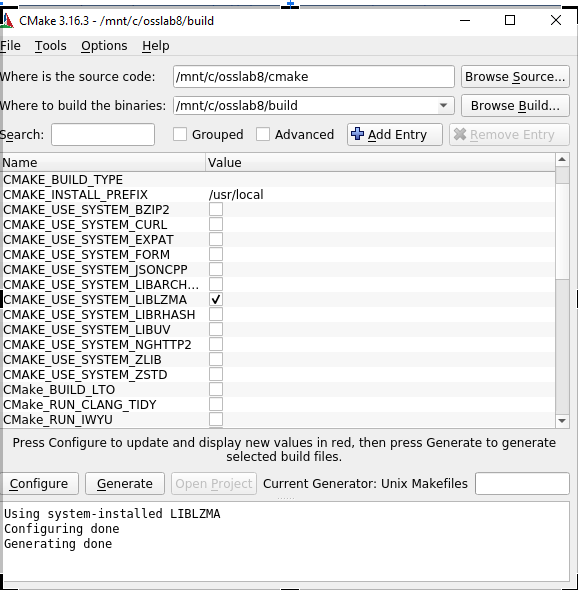 CMake 3.16.3 - /mnt/c/osslab8/build
File Tools Options Help
Where is the source code: /mnt/c/osslab8/cmake Browse Source...
Where to build the binaries: /mnt/c/osslab8/build Browse Build...
Search: Grouped Advanced Add Entry Remove Entry
Name Value
CMAKE_BUILD_TYPE
CMAKE_INSTALL_PREFIX /usr/local
CMAKE_USE_SYSTEM_BZIP2
CMAKE_USE_SYSTEM_CURL
CMAKE_USE_SYSTEM_EXPAT
CMAKE_USE_SYSTEM_FORM
CMAKE_USE_SYSTEM_JSONCPP
CMAKE_USE_SYSTEM_LIBARCH...
CMAKE_USE_SYSTEM_LIBLZMA
CMAKE_USE_SYSTEM_LIBRHASH
CMAKE_USE_SYSTEM_LIBUV
CMAKE_USE_SYSTEM_NGHTTP2
CMAKE_USE_SYSTEM_ZLIB
CMAKE_USE_SYSTEM_ZSTD
CMake_BUILD_LTO
CMake_RUN_CLANG_TIDY
CMake_RUN_IWYU
Press Configure to update and display new values in red, then press Generate to generate
selected build files.
Configure Generate Open Project Current Generator: Unix Makefiles
Using system-installed LIBLZMA
Configuring done
Generating done